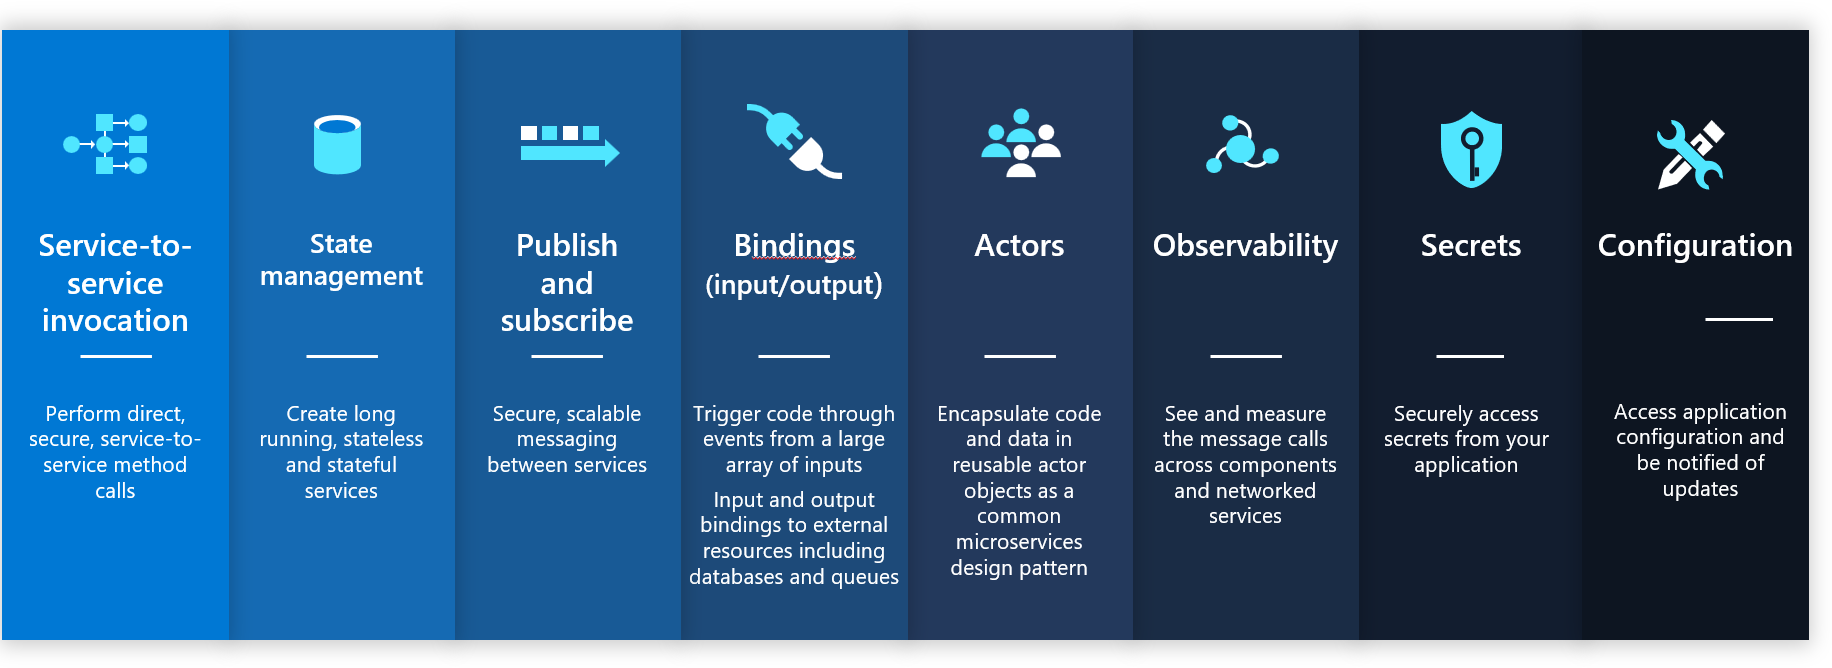 Service-to-
service
invocation
Perform direct,
secure, service-to-
service method
calls
State
management
Create long
running, stateless
and stateful
services
Publish
and
subscribe
Secure, scalable
messaging
between services
Bindings
(input/output)
Trigger code through
events from a large
array of inputs
Input and output
bindings to external
resources including
databases and queues
Actors
Encapsulate code
and data in
reusable actor
objects as a
common
microservices
design pattern
Observability
See and measure
the message calls
across components
and networked
services
Secrets
Securely access
secrets from your
application
Configuration
Access application
configuration and
be notified of
updates